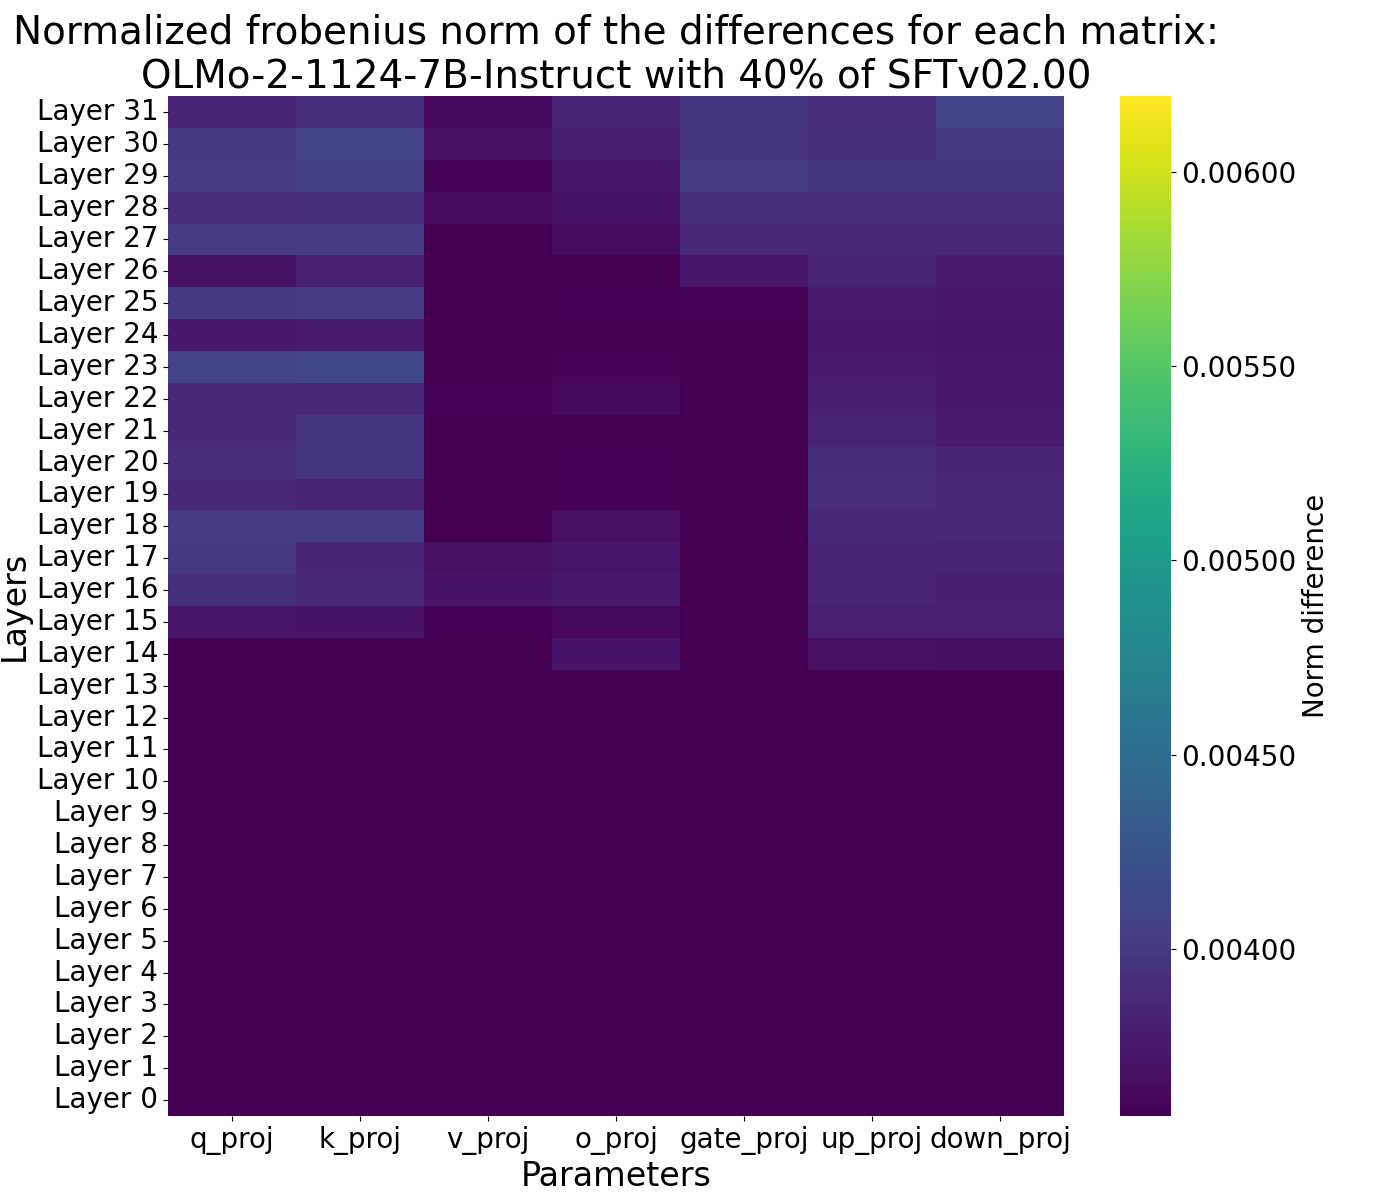 Normalized frobenius norm of the differences for each matrix:
OLMo-2-1124-7B-Instruct with 40% of SFTv02.00
Layers
Layer 31
Layer 30
Layer 29
Layer 28
Layer 27
Layer 26
Layer 25
Layer 24
Layer 23
Layer 22
Layer 21
Layer 20
Layer 19
Layer 18
Layer 17
Layer 16
Layer 15
Layer 14
Layer 13
Layer 12
Layer 11
Layer 10
Layer 9
Layer 8
Layer 7
Layer 6
Layer 5
Layer 4
Layer 3
Layer 2
Layer 1
Layer 0
q_proj k_proj v_proj o_proj gate_proj up_proj down_proj
Parameters
0.00600
0.00550
0.00500
0.00450
0.00400
Norm difference